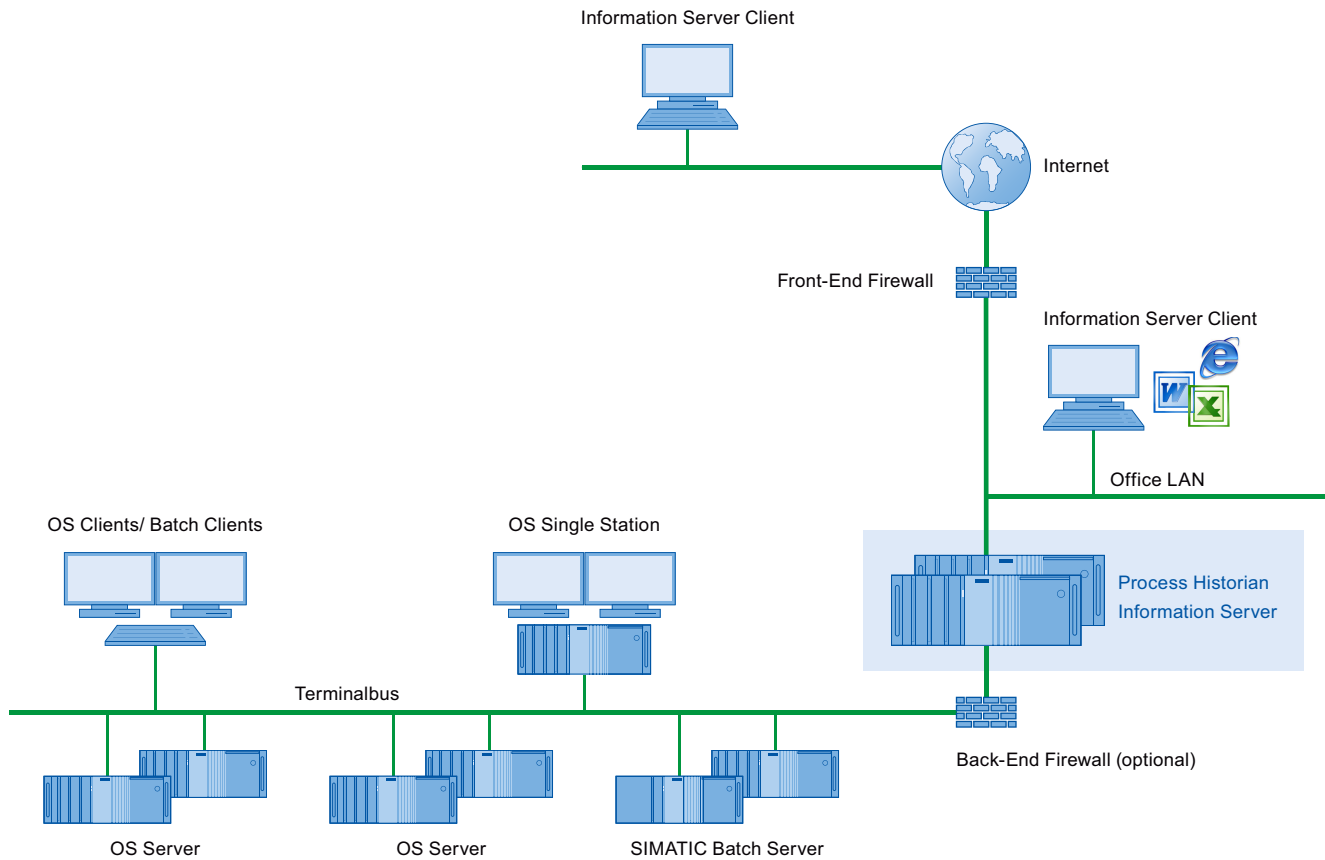 Information Server Client
Internet
Front-End Firewall
Information Server Client
W
X
Office LAN
OS Clients/ Batch Clients
OS Single Station
Process Historian
Information Server
Terminalbus
Back-End Firewall (optional)
OS Server
OS Server
SIMATIC Batch Server